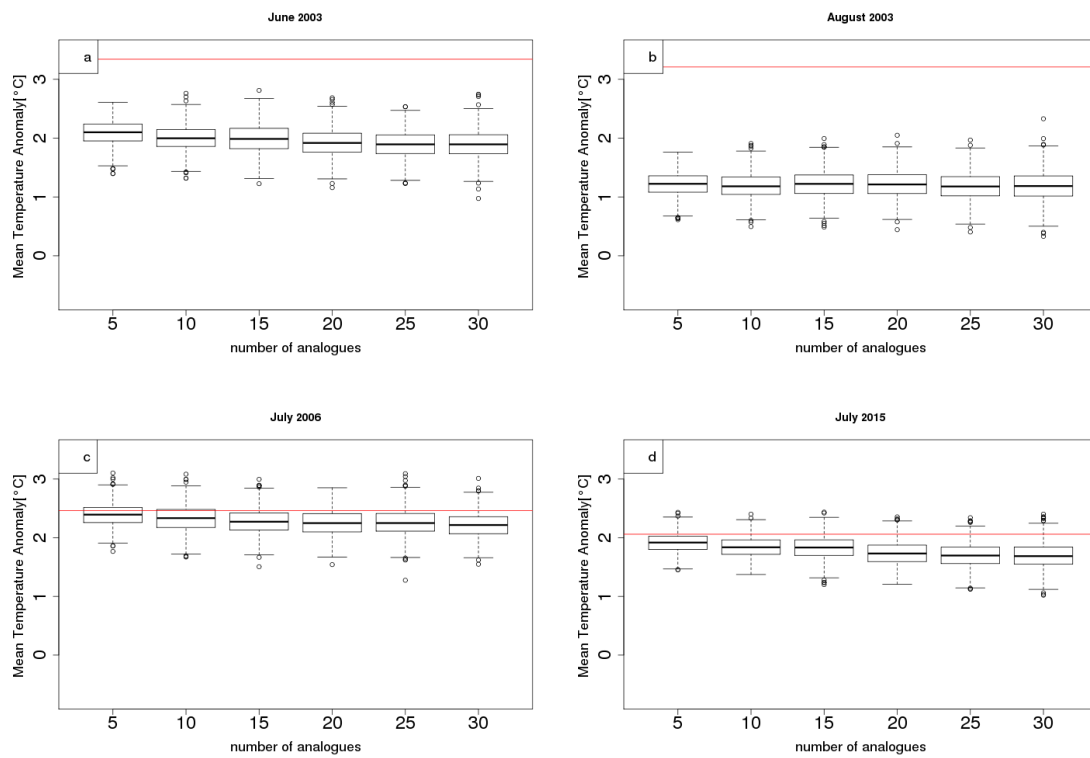 June 2003
a
Mean Temperature Anomaly[°C]
3
2
1
0
5 10 15 20 25 30
number of analogues
August 2003
b
Mean Temperature Anomaly[°C]
3
2
1
0
5 10 15 20 25 30
number of analogues
July 2006
c
Mean Temperature Anomaly[°C]
3
2
1
0
5 10 15 20 25 30
number of analogues
July 2015
d
Mean Temperature Anomaly[°C]
3
2
1
0
5 10 15 20 25 30
number of analogues